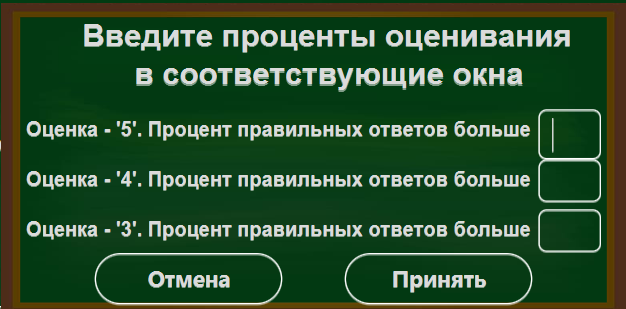 Введите проценты оценивания
в соответствующие окна
Оценка - '5'. Процент правильных ответов больше
Оценка - '4'. Процент правильных ответов больше
Оценка - '3'. Процент правильных ответов больше
Отмена Принять